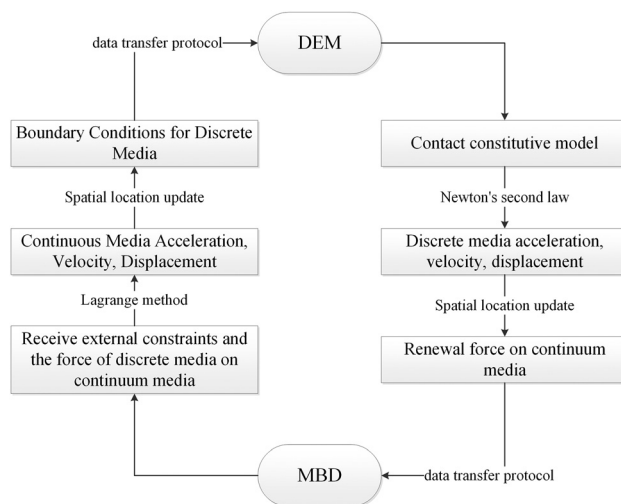 data transfer protocol
DEM
Boundary Conditions for Discrete
Media
Contact constitutive model
Spatial location update
Newton's second law
Continuous Media Acceleration,
Velocity, Displacement
Discrete media acceleration,
velocity, displacement
Lagrange method
Spatial location update
Receive external constraints and
the force of discrete media on
continuum media
Renewal force on continuum
media
MBD
data transfer protocol